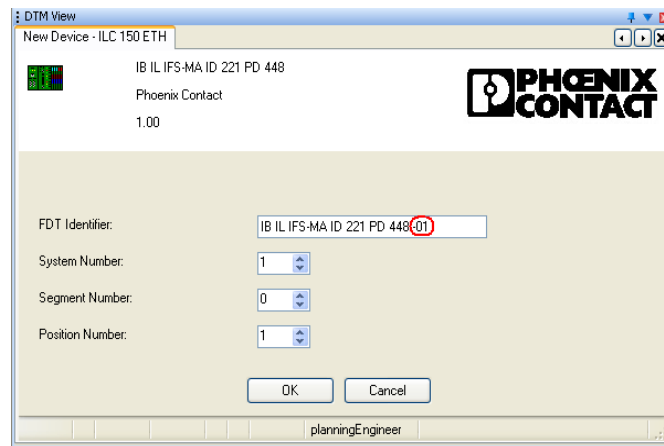 DTM View
New Device - ILC 150 ETH
IB IL IFS-MA ID 221 PD 448
Phoenix Contact
1.00
PHŒNIX
CONTACT
FDT Identifier:
IB IL IFS-MA ID 221 PD 448-01
System Number:
1
Segment Number:
0
Position Number:
1
OK Cancel
planningEngineer